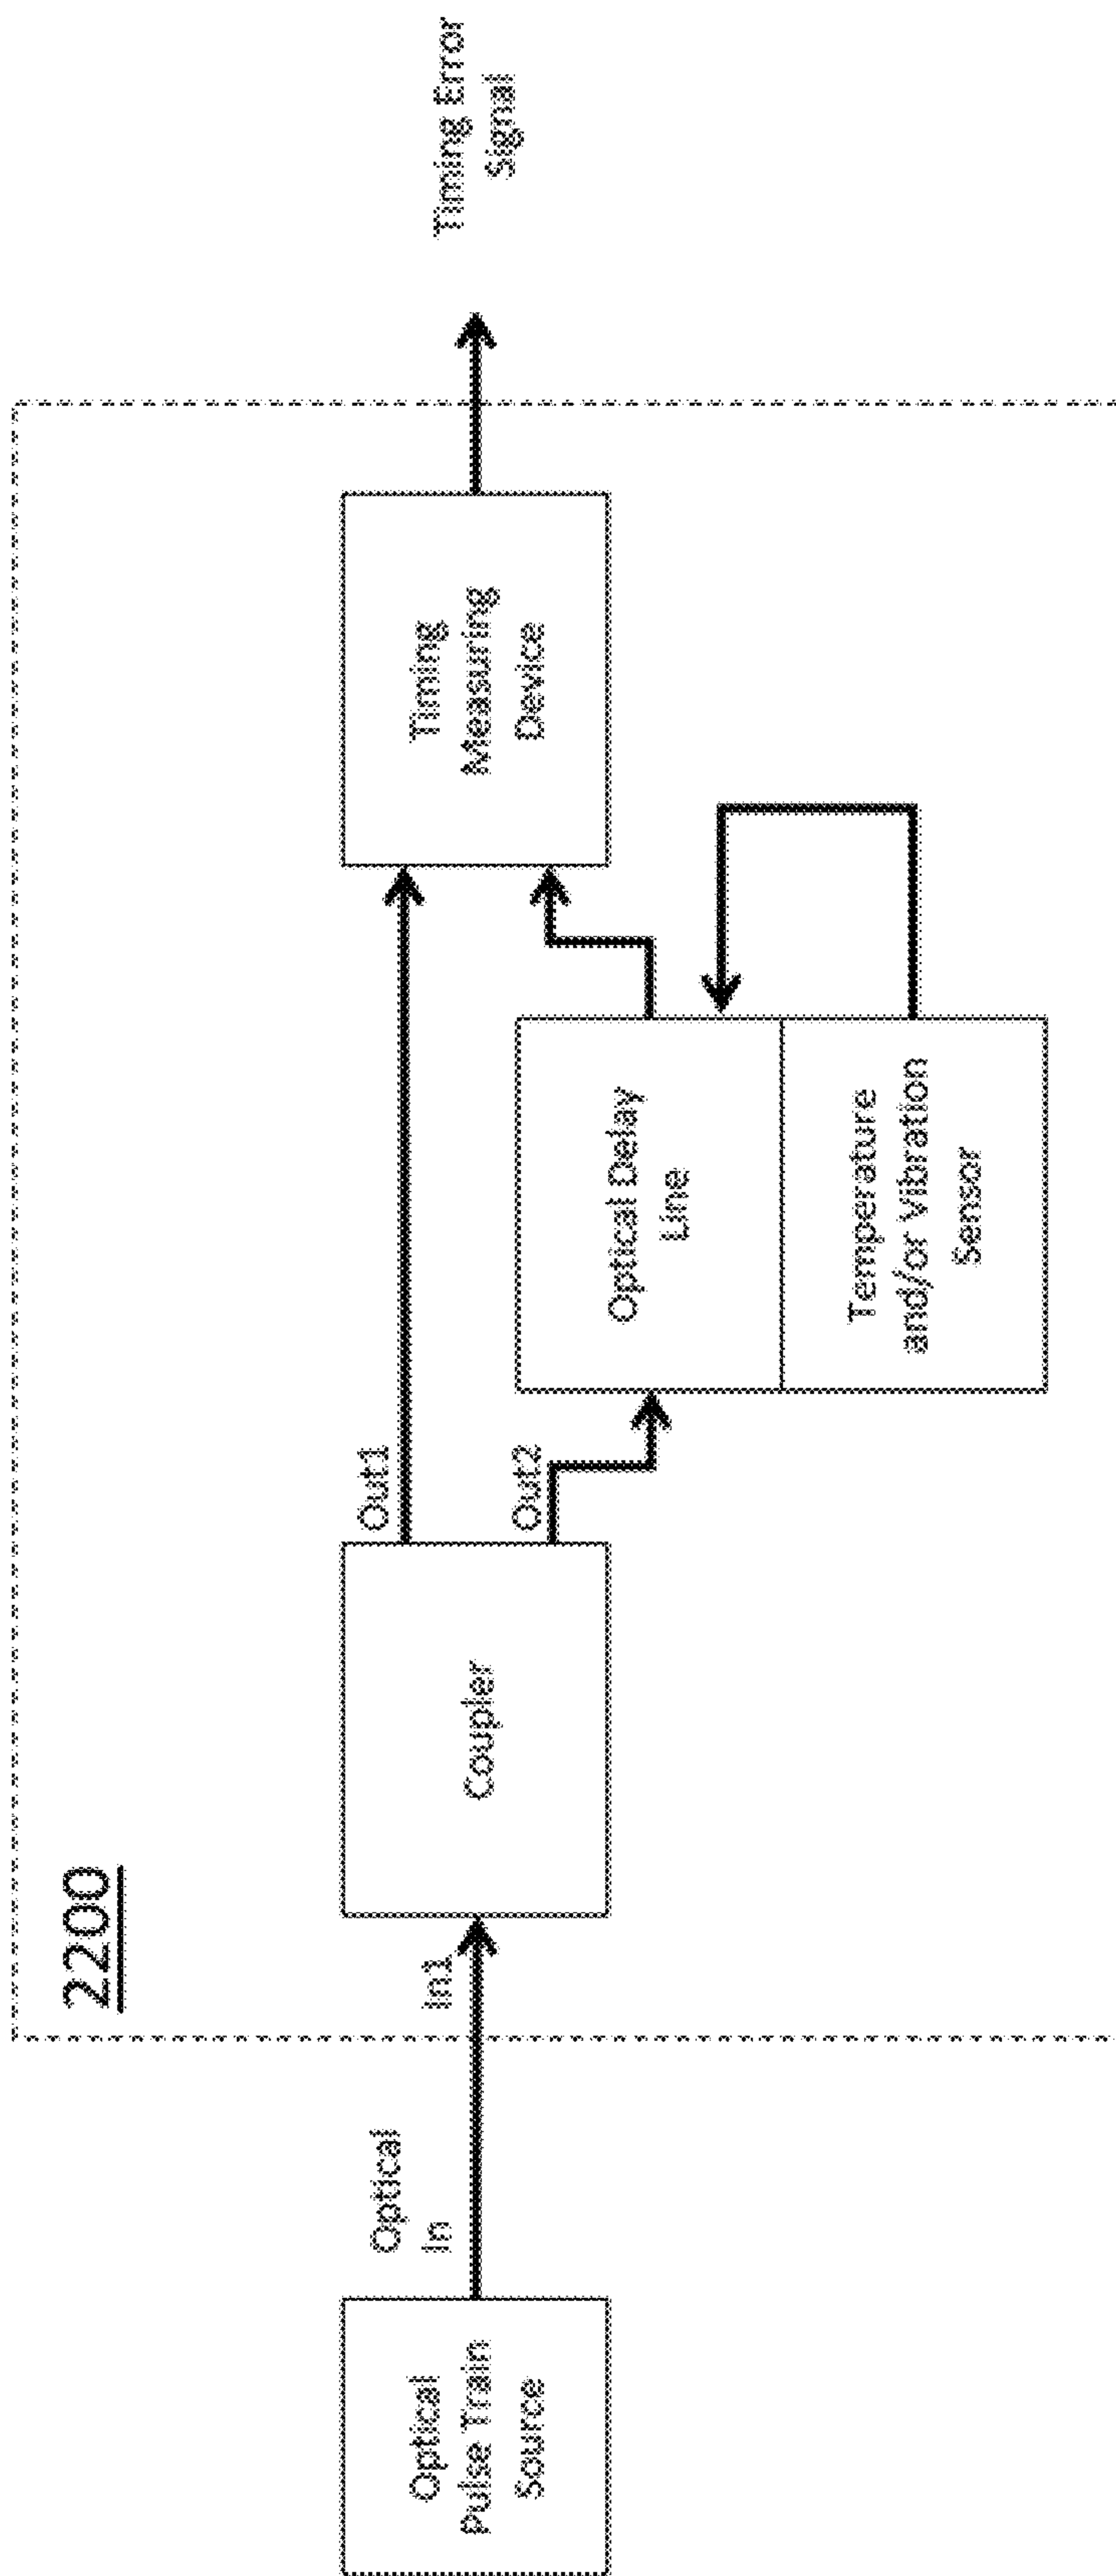 2200
Optical
Pulse Train
Source
Optical
In
In1
Coupler
Out1
Out2
Optical Delay
Line
Temperature
and/or Vibration
Sensor
Timing
Measuring
Device
Timing Error
Signal